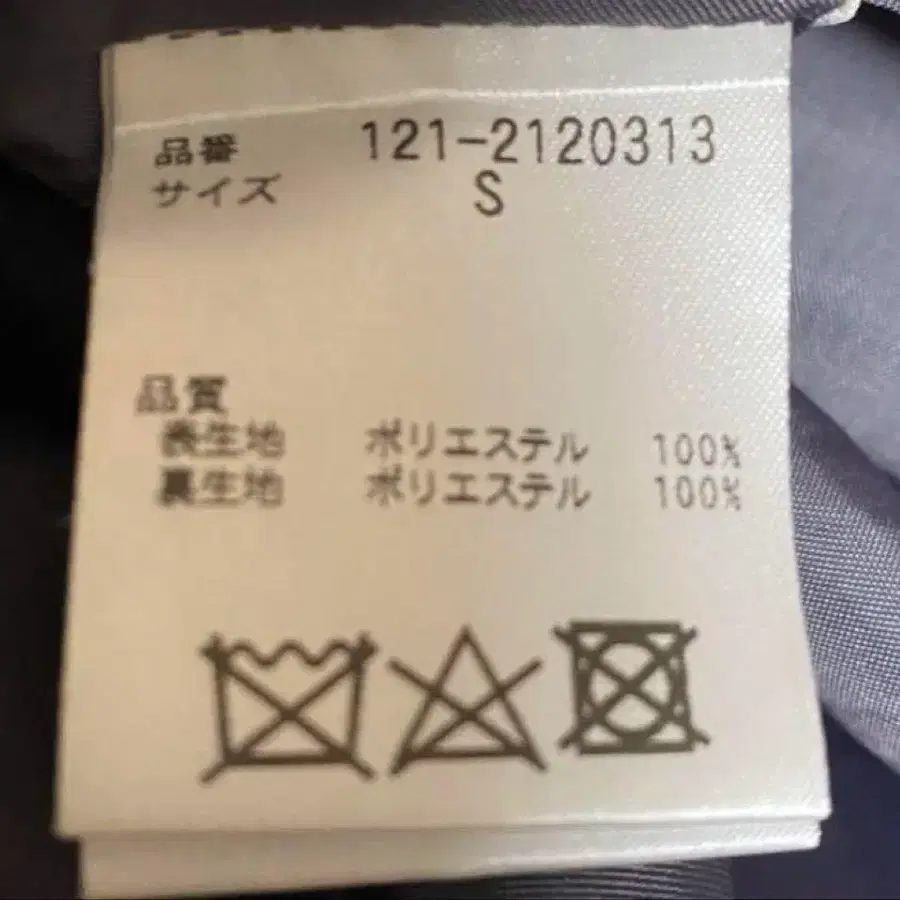 品番 121-2120313
サイズ S
品質
表生地 ポリエステル 100%
裏生地 ポリエステル 100%